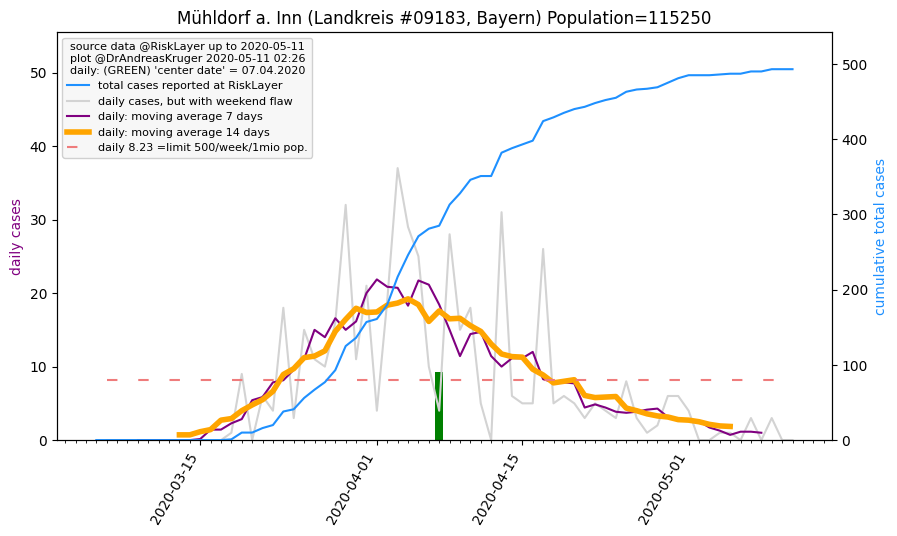 Mühldorf a. Inn (Landkreis #09183, Bayern) Population=115250
source data @RiskLayer up to 2020-05-11
plot @DrAndreasKruger 2020-05-11 02:26
daily: (GREEN) 'center date' = 07.04.2020
total cases reported at RiskLayer
daily cases, but with weekend flaw
daily: moving average 7 days
daily: moving average 14 days
daily 8.23 =limit 500/week/1mio pop.
daily cases
50
40
30
20
10
0
500
400
300
200
100
0
cumulative total cases
2020-03-15
2020-04-01
2020-04-15
2020-05-01